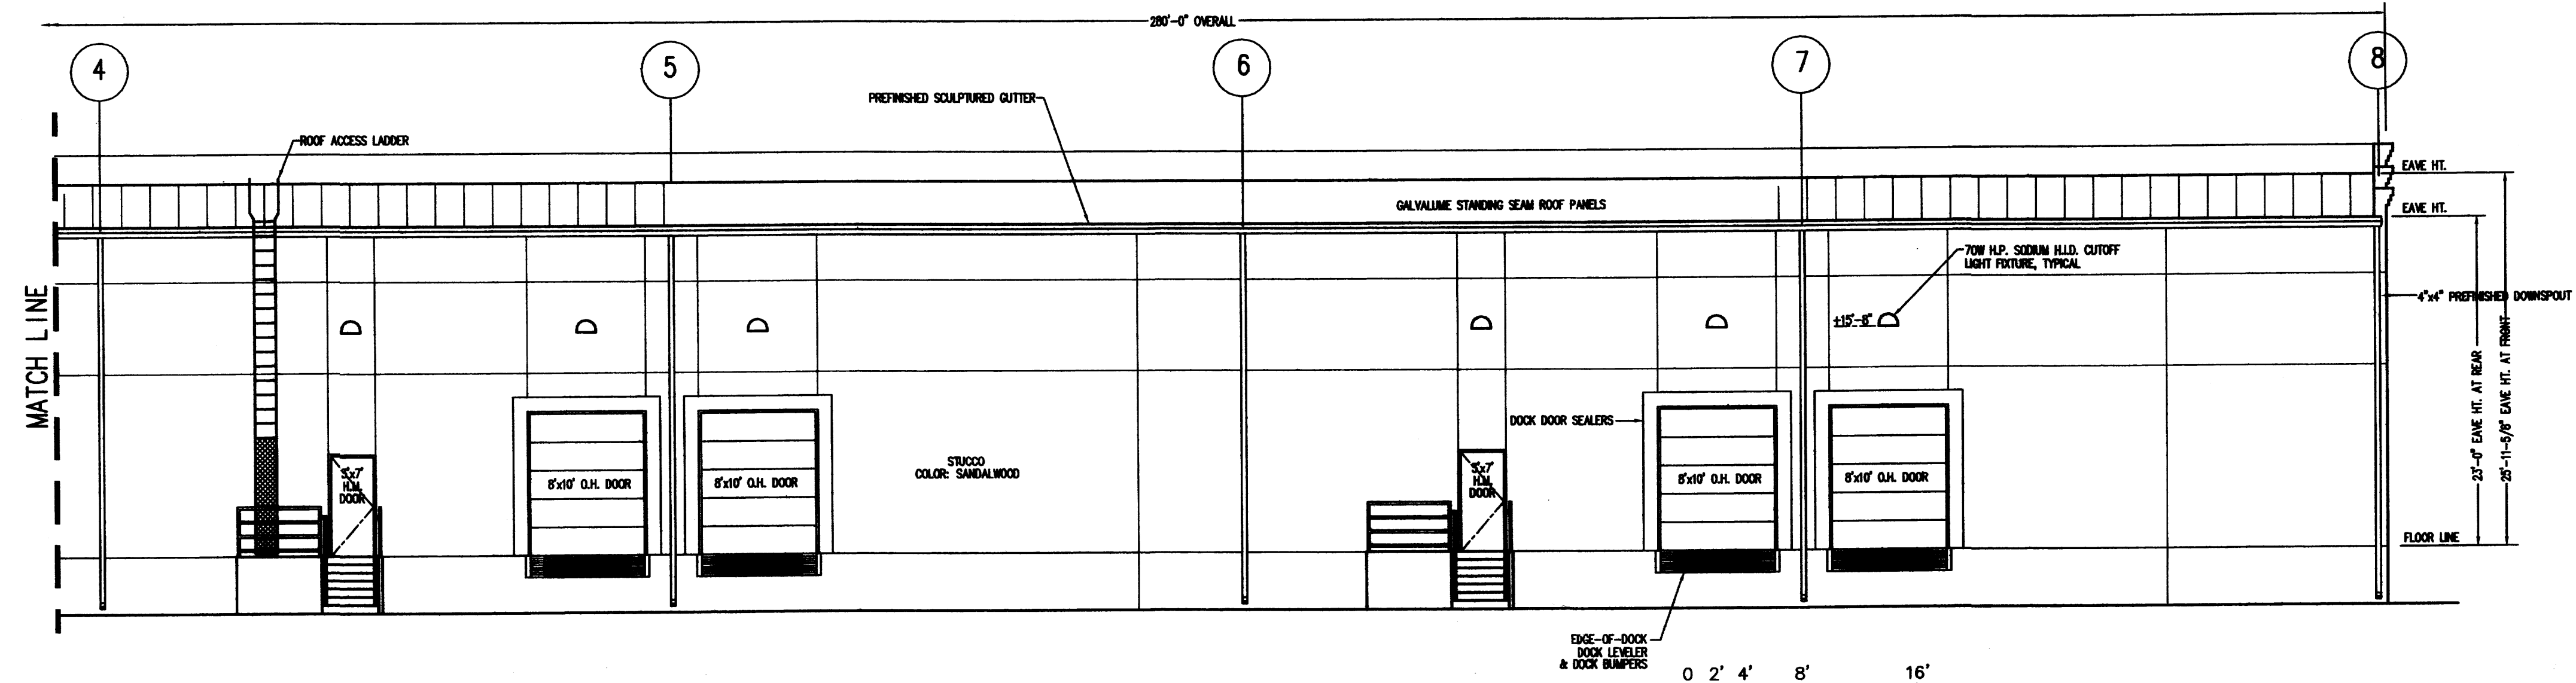 280'-0" OVERALL
4
5
6
7
8
PREFINISHED SCULPTURED GUTTER
ROOF ACCESS LADDER
EAVE HT.
GALVALUME STANDING SEAM ROOF PANELS
EAVE HT.
70W H.P. SODIUM H.I.D. CUTOFF
LIGHT FIXTURE, TYPICAL
MATCH LINE
4"x4" PREFINISHED DOWNSPOUT
±15'-8"
23'-0" EAVE HT. AT REAR
25'-11-5/8" EAVE HT. AT FRONT
DOCK DOOR SEALERS
STUCCO
COLOR: SANDALWOOD
3'x7'
H.M.
DOOR
8'x10' O.H. DOOR
8'x10' O.H. DOOR
3'x7'
H.M.
DOOR
8'x10' O.H. DOOR
8'x10' O.H. DOOR
FLOOR LINE
EDGE-OF-DOCK
DOCK LEVELER
& DOCK BUMPERS
0 2' 4' 8' 16'